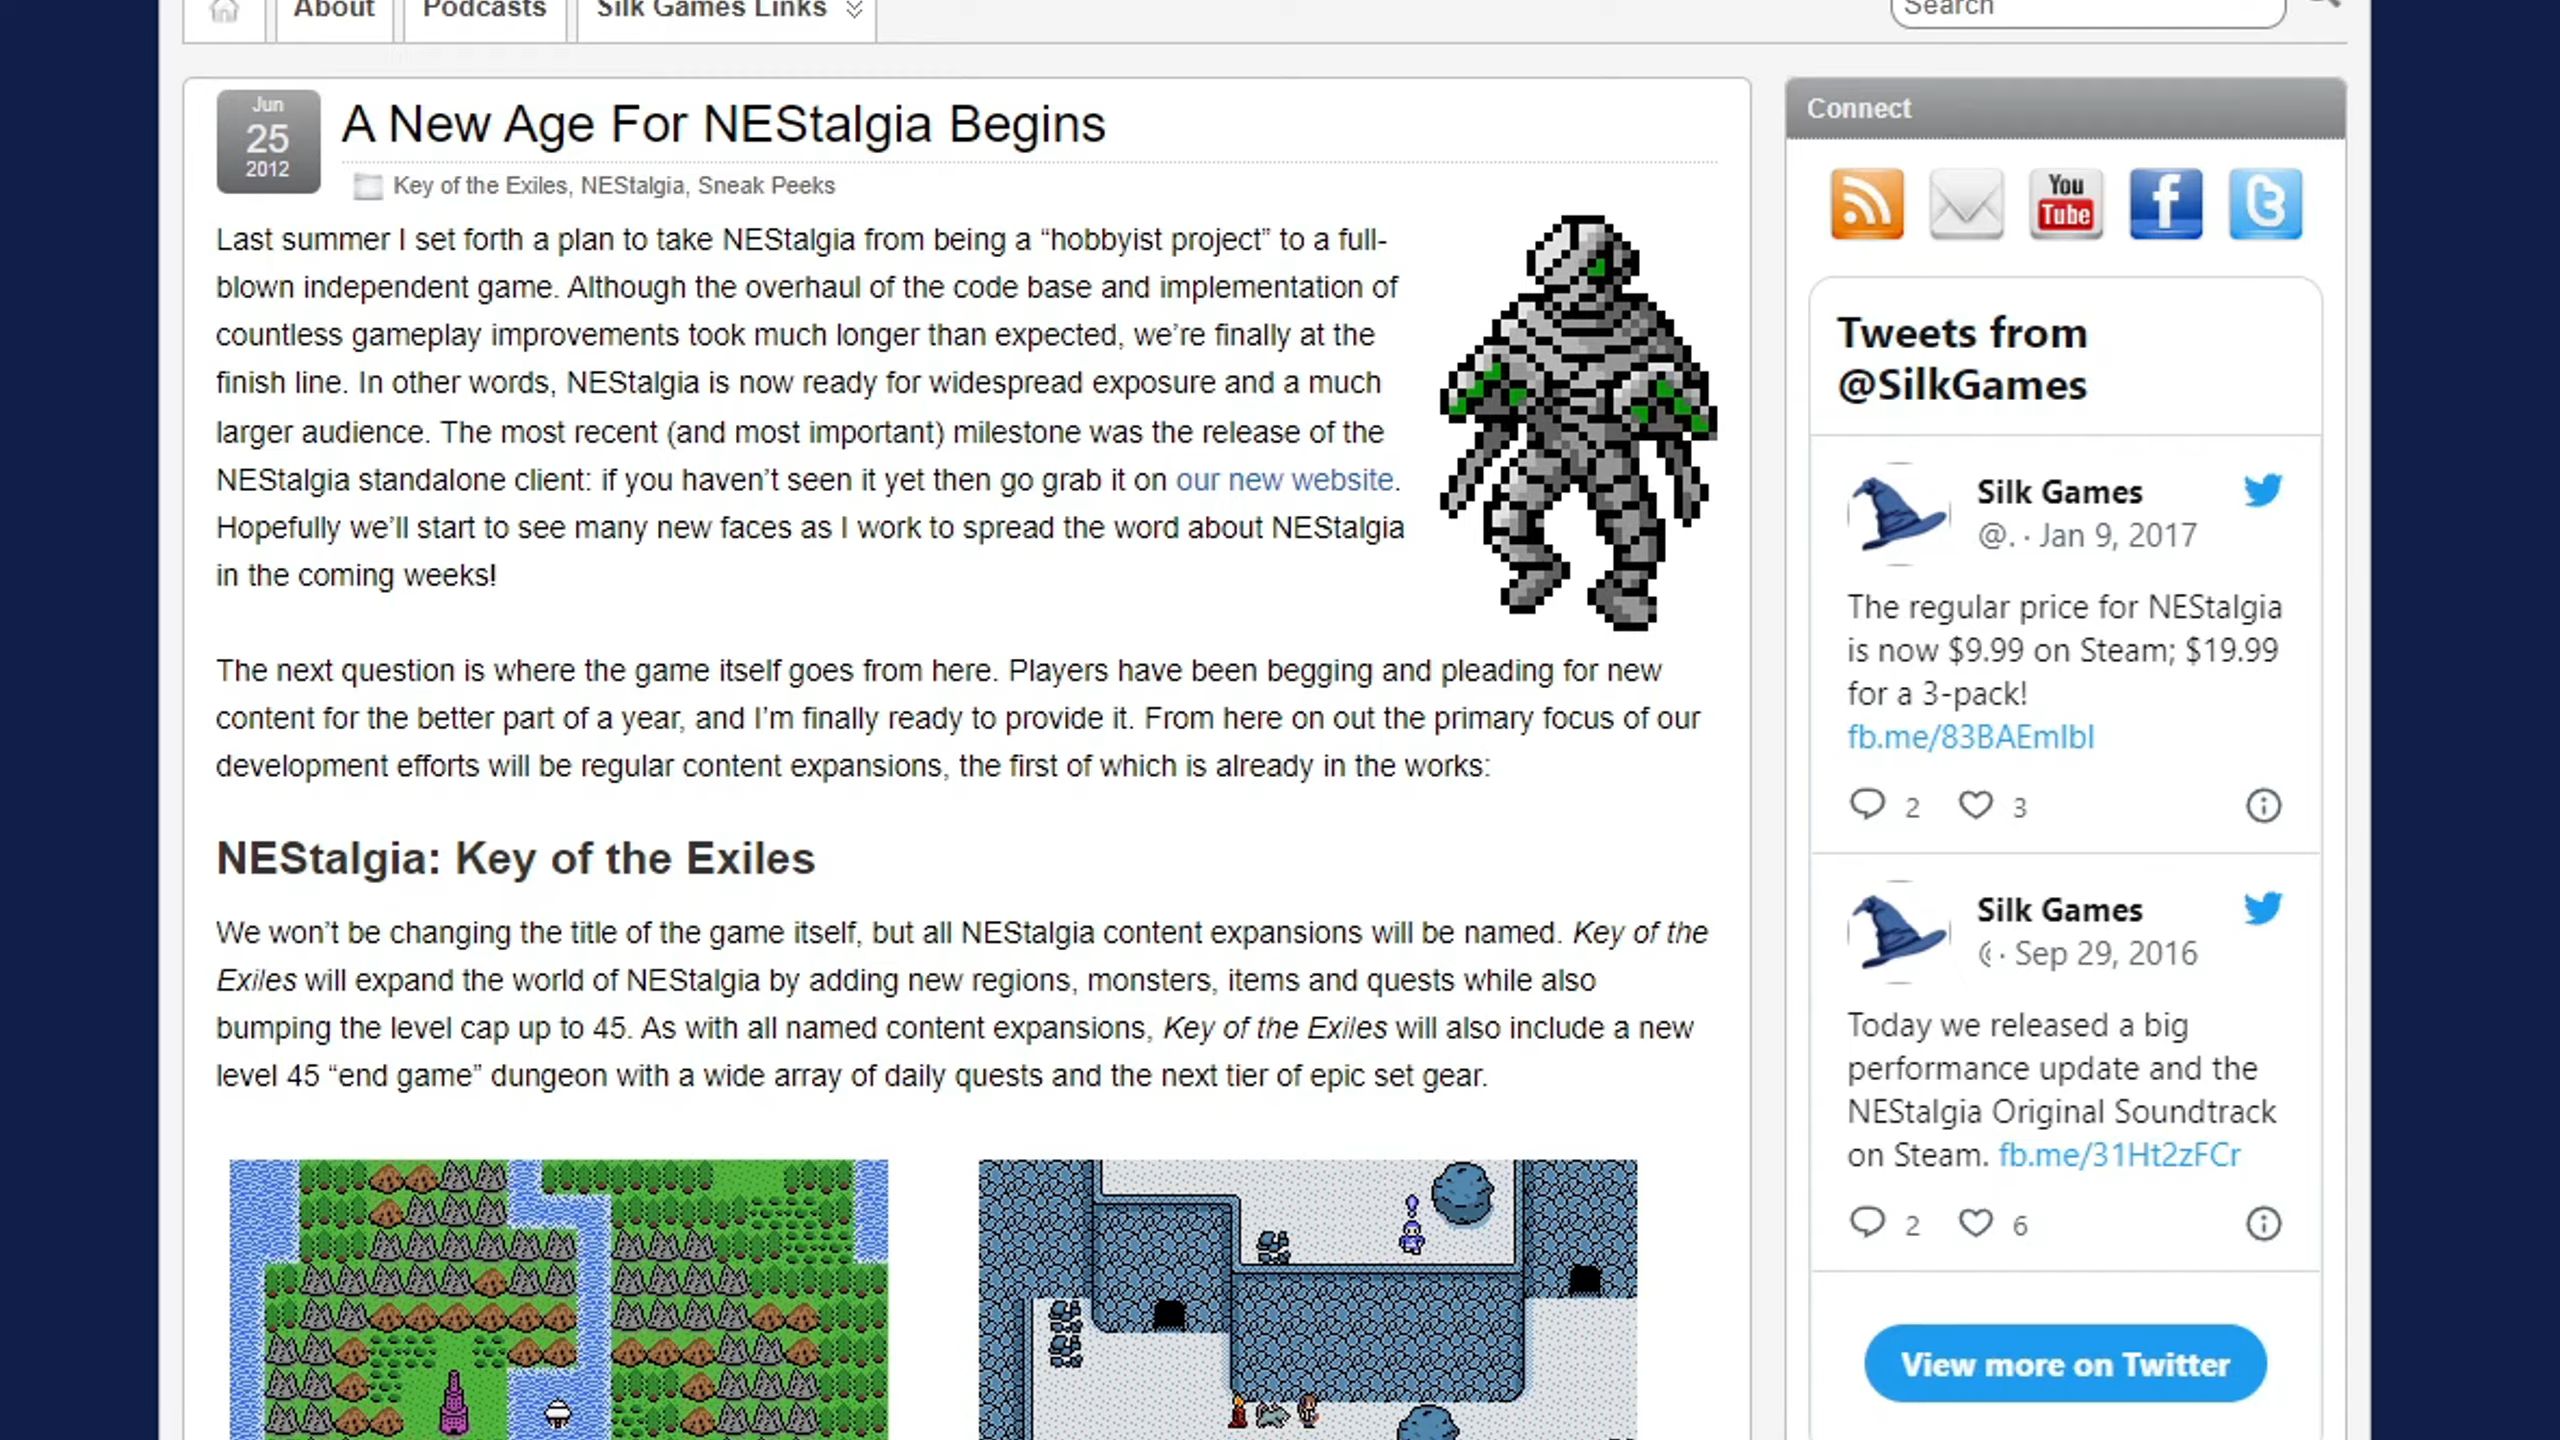 About
Podcasts
Silk Games Links
Search
Jun
25
2012
A New Age For NEStalgia Begins
Key of the Exiles, NEStalgia, Sneak Peeks
Last summer I set forth a plan to take NEStalgia from being a “hobbyist project” to a full-
blown independent game. Although the overhaul of the code base and implementation of
countless gameplay improvements took much longer than expected, we’re finally at the
finish line. In other words, NEStalgia is now ready for widespread exposure and a much
larger audience. The most recent (and most important) milestone was the release of the
NEStalgia standalone client: if you haven’t seen it yet then go grab it on our new website.
Hopefully we’ll start to see many new faces as I work to spread the word about NEStalgia
in the coming weeks!
The next question is where the game itself goes from here. Players have been begging and pleading for new
content for the better part of a year, and I’m finally ready to provide it. From here on out the primary focus of our
development efforts will be regular content expansions, the first of which is already in the works:
NEStalgia: Key of the Exiles
We won’t be changing the title of the game itself, but all NEStalgia content expansions will be named. Key of the
Exiles will expand the world of NEStalgia by adding new regions, monsters, items and quests while also
bumping the level cap up to 45. As with all named content expansions, Key of the Exiles will also include a new
level 45 “end game” dungeon with a wide array of daily quests and the next tier of epic set gear.
Connect
You
Tube
Tweets from
@SilkGames
Silk Games
@. · Jan 9, 2017
The regular price for NEStalgia
is now $9.99 on Steam; $19.99
for a 3-pack!
fb.me/83BAEmIbl
2 3
Silk Games
· Sep 29, 2016
Today we released a big
performance update and the
NEStalgia Original Soundtrack
on Steam. fb.me/31Ht2zFCr
2 6
View more on Twitter